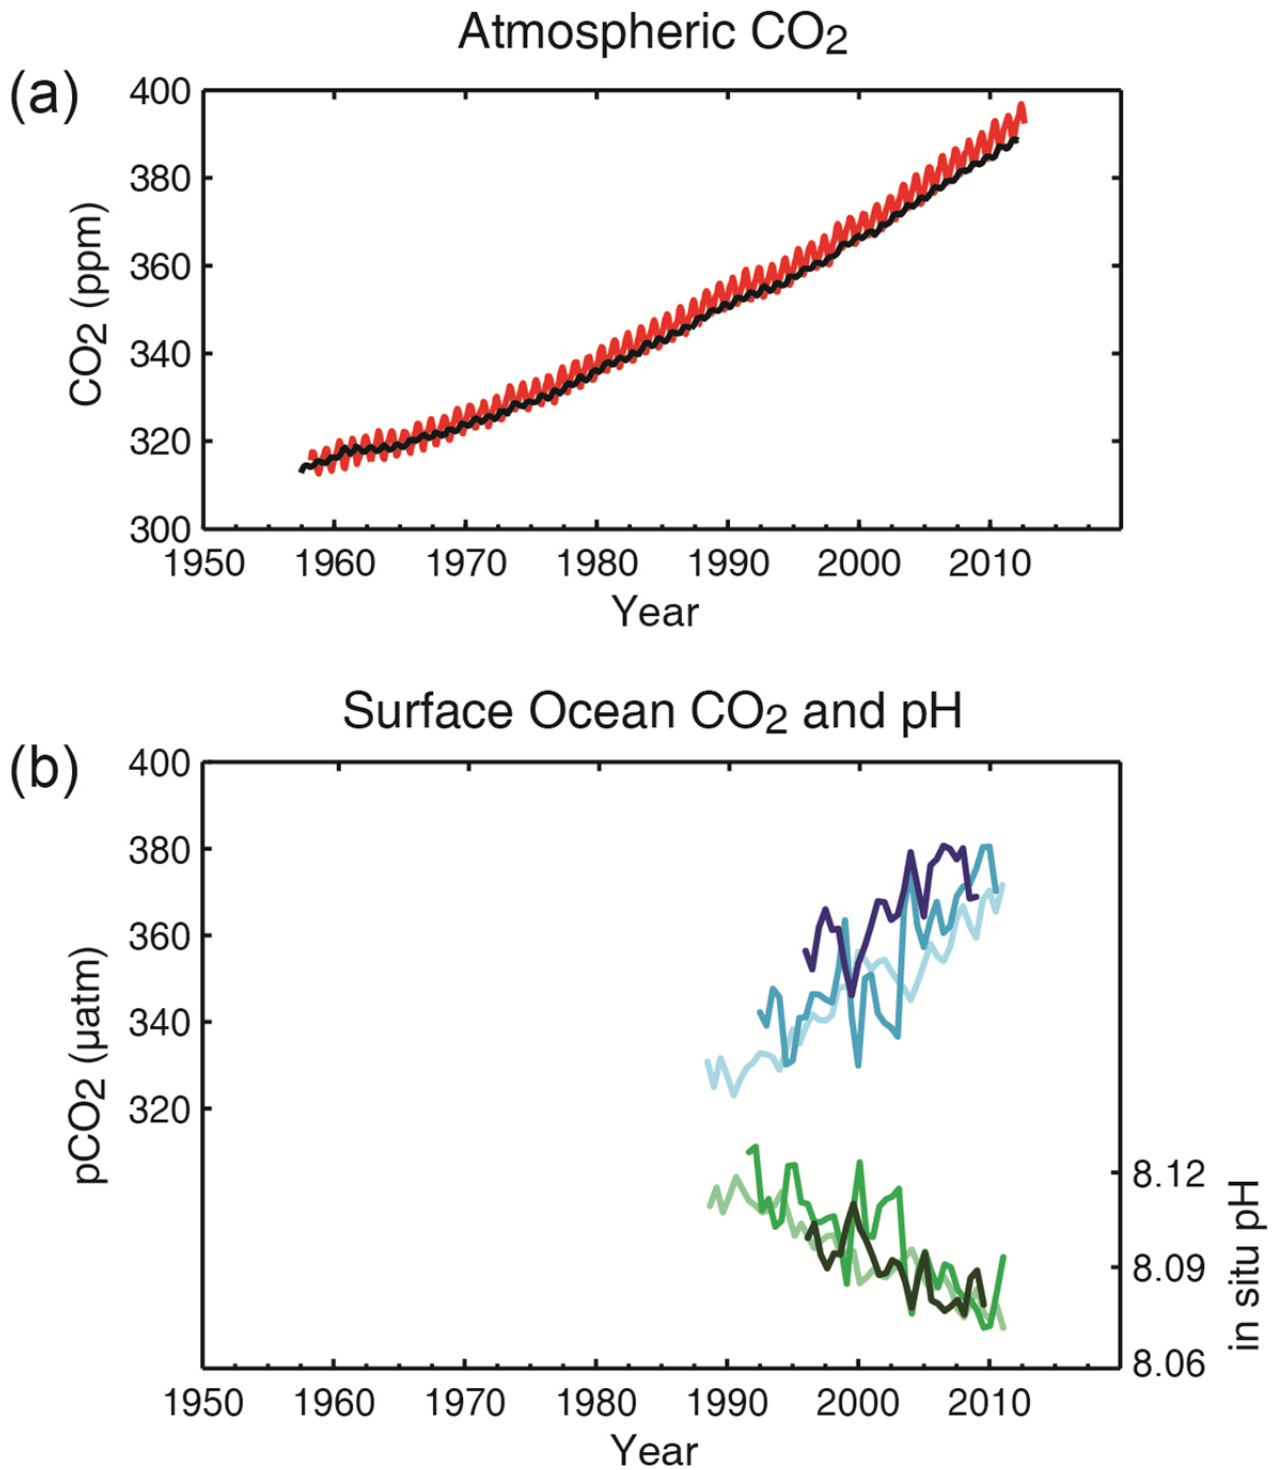 Atmospheric CO2
(a)
400
380
360
340
320
300
CO2 (ppm)
1950 1960 1970 1980 1990 2000 2010
Year
Surface Ocean CO2 and pH
(b)
400
380
360
340
320
pCO2 (µatm)
8.12
8.09
8.06
in situ pH
1950 1960 1970 1980 1990 2000 2010
Year